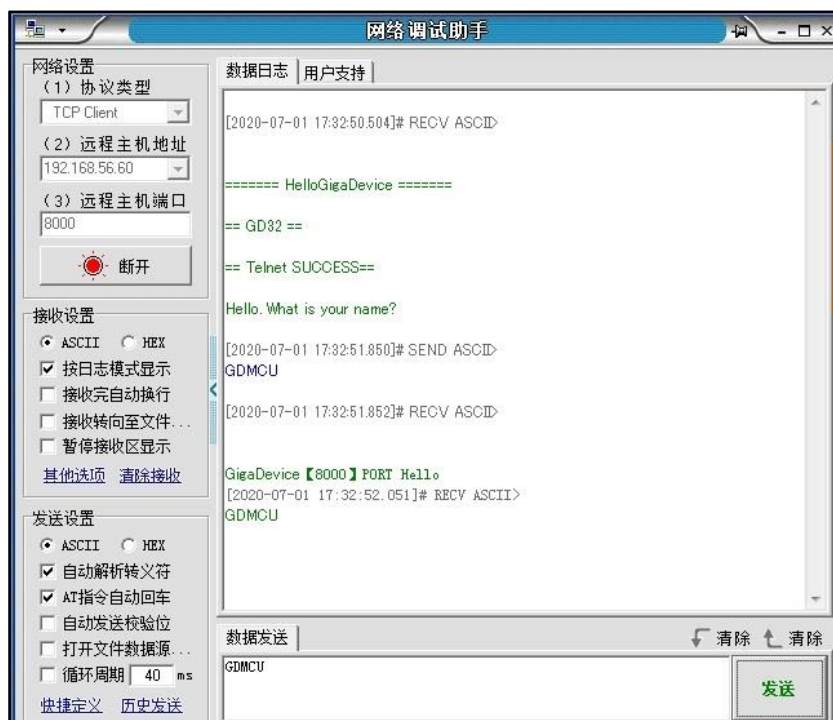 网络调试助手
网络设置
（1）协议类型
TCP Client
（2）远程主机地址
192.168.56.60
（3）远程主机端口
8000
断开
接收设置
ASCII HEX
按日志模式显示
接收完自动换行
接收转向至文件...
暂停接收区显示
其他选项 清除接收
发送设置
ASCII HEX
自动解析转义符
AT指令自动回车
自动发送校验位
打开文件数据源...
循环周期 40 ms
快捷定义 历史发送
数据日志 用户支持
[2020-07-01 17:32:50.504]# RECV ASCII>
======= HelloGigaDevice =======
== GD32 ==
== Telnet SUCCESS==
Hello. What is your name?
[2020-07-01 17:32:51.850]# SEND ASCII>
GDMCU
[2020-07-01 17:32:51.852]# RECV ASCII>
GigaDevice【8000】PORT Hello
[2020-07-01 17:32:52.051]# RECV ASCII>
GDMCU
数据发送 清除 清除
GDMCU
发送